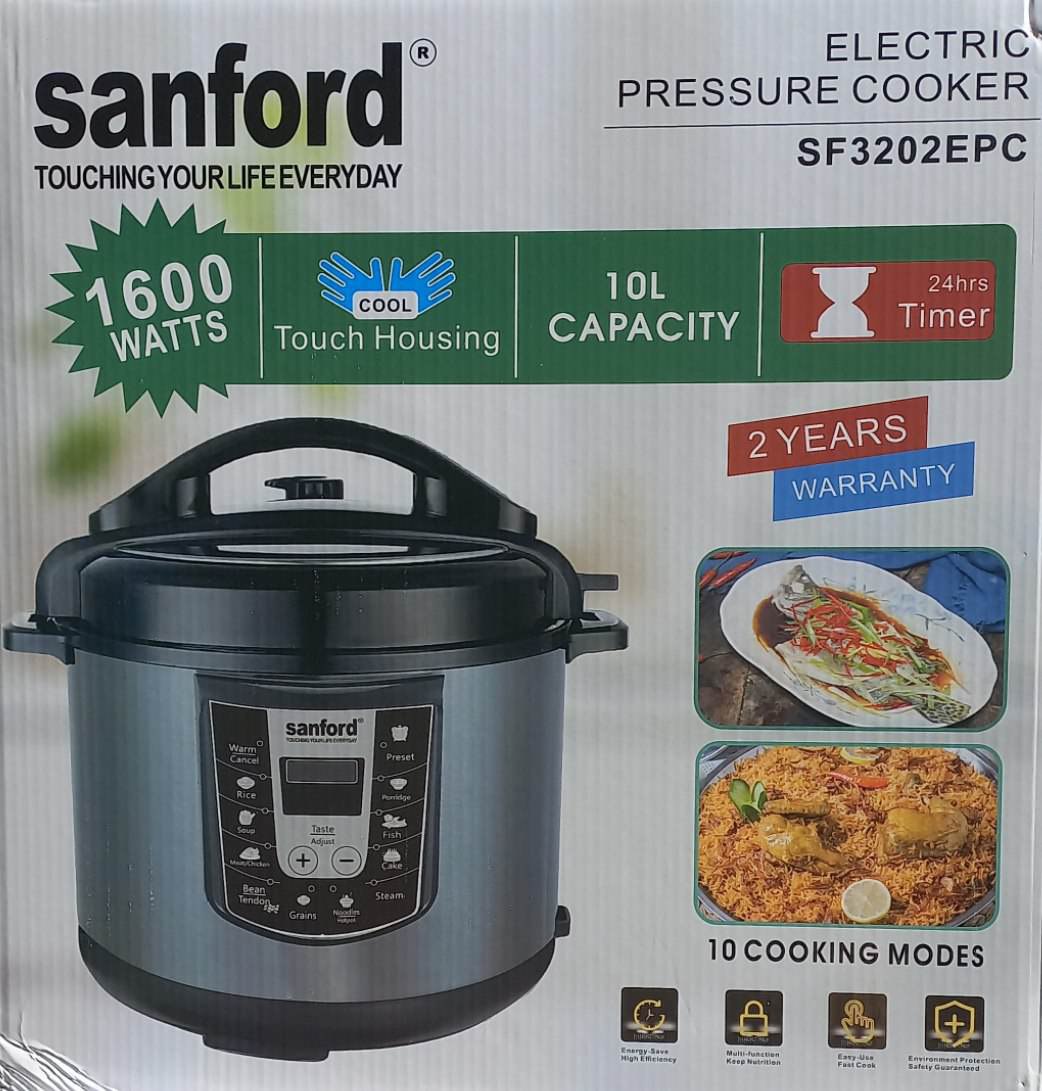 sanford®
TOUCHING YOUR LIFE EVERYDAY
ELECTRIC
PRESSURE COOKER
SF3202EPC
1600
WATTS
COOL
Touch Housing
10L
CAPACITY
24hrs
Timer
2 YEARS
WARRANTY
sanford®
TOUCHING YOUR LIFE EVERYDAY
Warm
Cancel
Preset
Rice
Porridge
Soup
Fish
Taste
Adjust
+
−
Meat/Chicken
Cake
Bean
Tendon
Steam
Grains
Noodles
Hotpot
10 COOKING MODES
Energy-Save
High Efficiency
Multi-function
Keep Nutrition
Easy-Use
Fast Cook
Environment Protection
Safety Guaranteed